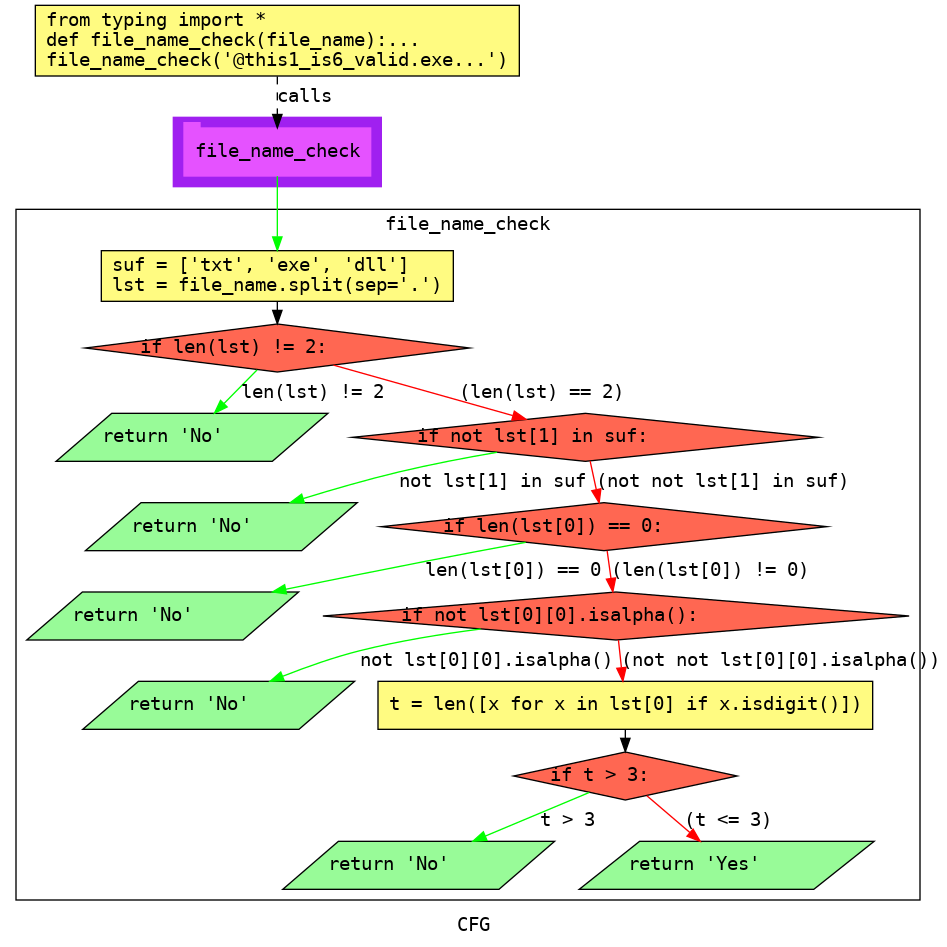 from typing import *
def file_name_check(file_name):...
file_name_check('@this1_is6_valid.exe...')
calls
file_name_check
file_name_check
suf = ['txt', 'exe', 'dll']
lst = file_name.split(sep='.')
if len(lst) != 2:
len(lst) != 2
(len(lst) == 2)
return 'No'
if not lst[1] in suf:
not lst[1] in suf
(not not lst[1] in suf)
return 'No'
if len(lst[0]) == 0:
len(lst[0]) == 0
(len(lst[0]) != 0)
return 'No'
if not lst[0][0].isalpha():
not lst[0][0].isalpha()
(not not lst[0][0].isalpha())
return 'No'
t = len([x for x in lst[0] if x.isdigit()])
if t > 3:
t > 3
(t <= 3)
return 'No'
return 'Yes'
CFG